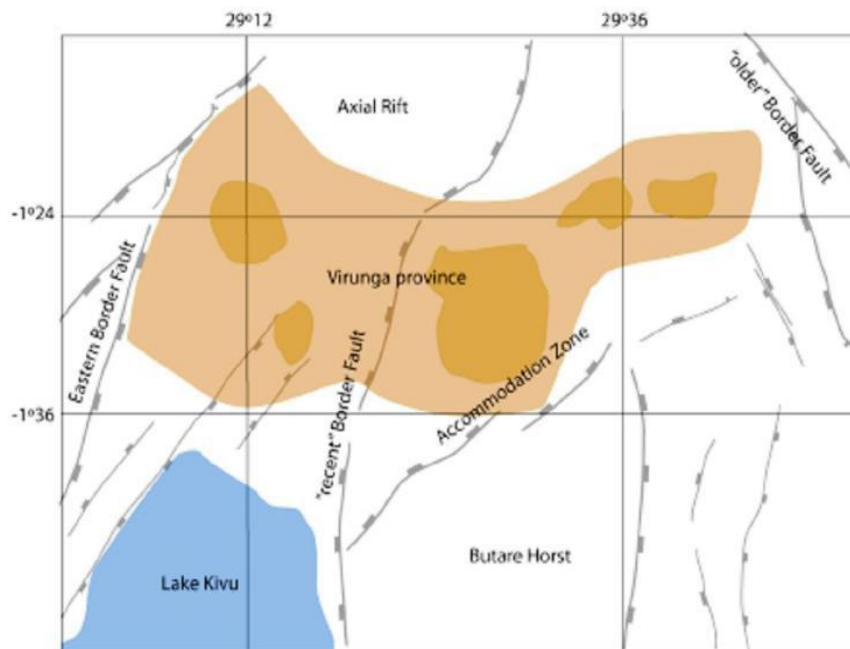 29º12
29º36
Axial Rift
"older" Border Fault
-1º24
Virunga province
Eastern Border Fault
"recent" Border Fault
Accommodation Zone
-1º36
Butare Horst
Lake Kivu